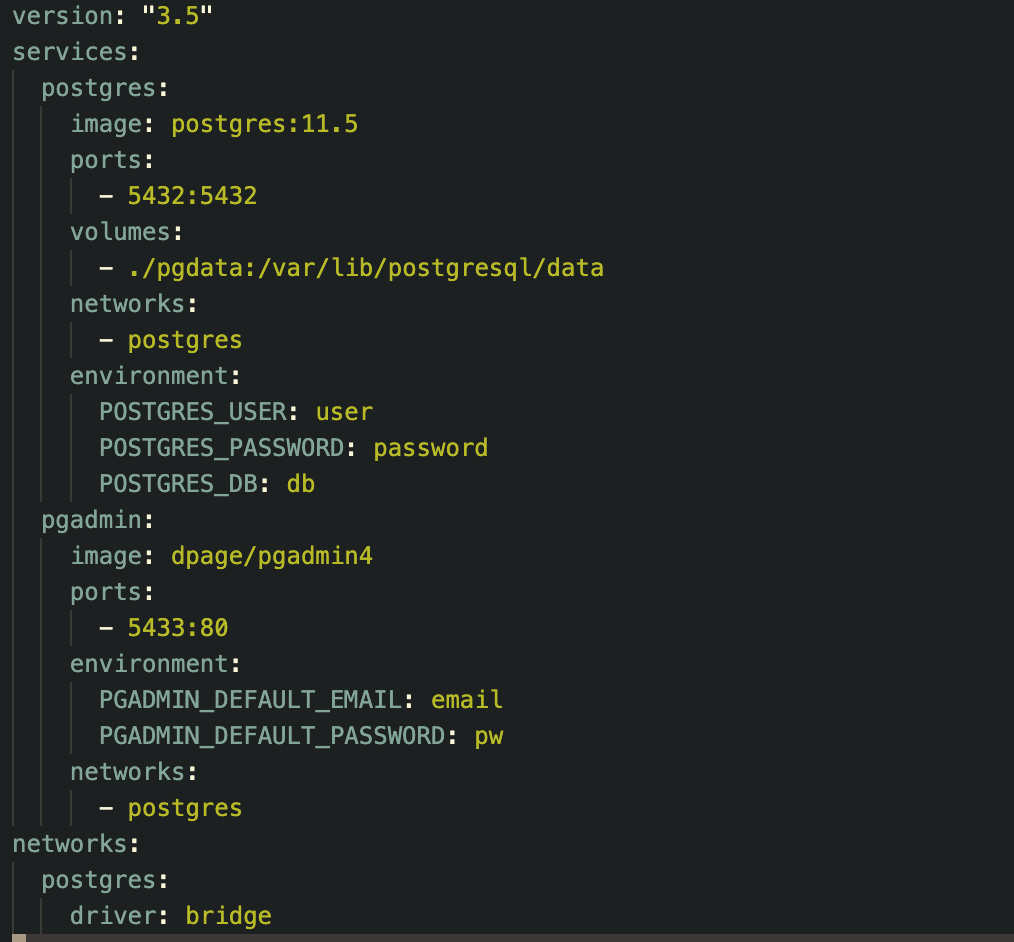 version: "3.5"
services:
  postgres:
    image: postgres:11.5
    ports:
      - 5432:5432
    volumes:
      - ./pgdata:/var/lib/postgresql/data
    networks:
      - postgres
    environment:
      POSTGRES_USER: user
      POSTGRES_PASSWORD: password
      POSTGRES_DB: db
  pgadmin:
    image: dpage/pgadmin4
    ports:
      - 5433:80
    environment:
      PGADMIN_DEFAULT_EMAIL: email
      PGADMIN_DEFAULT_PASSWORD: pw
    networks:
      - postgres
networks:
  postgres:
    driver: bridge